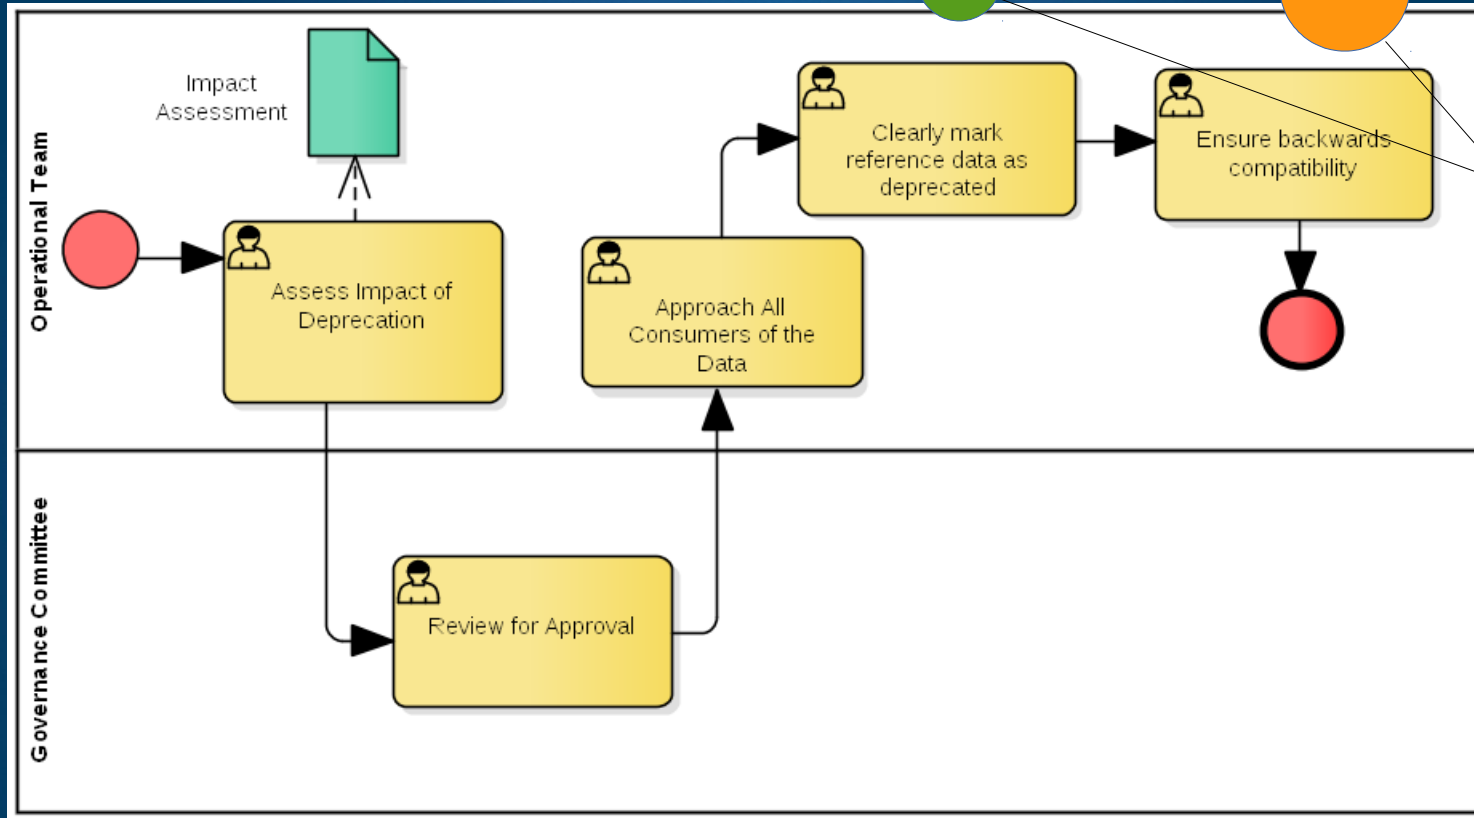 Operational Team
Impact
Assessment
Assess Impact of
Deprecation
Approach All
Consumers of the
Data
Clearly mark
reference data as
deprecated
Ensure backwards
compatibility
Governance Committee
Review for Approval